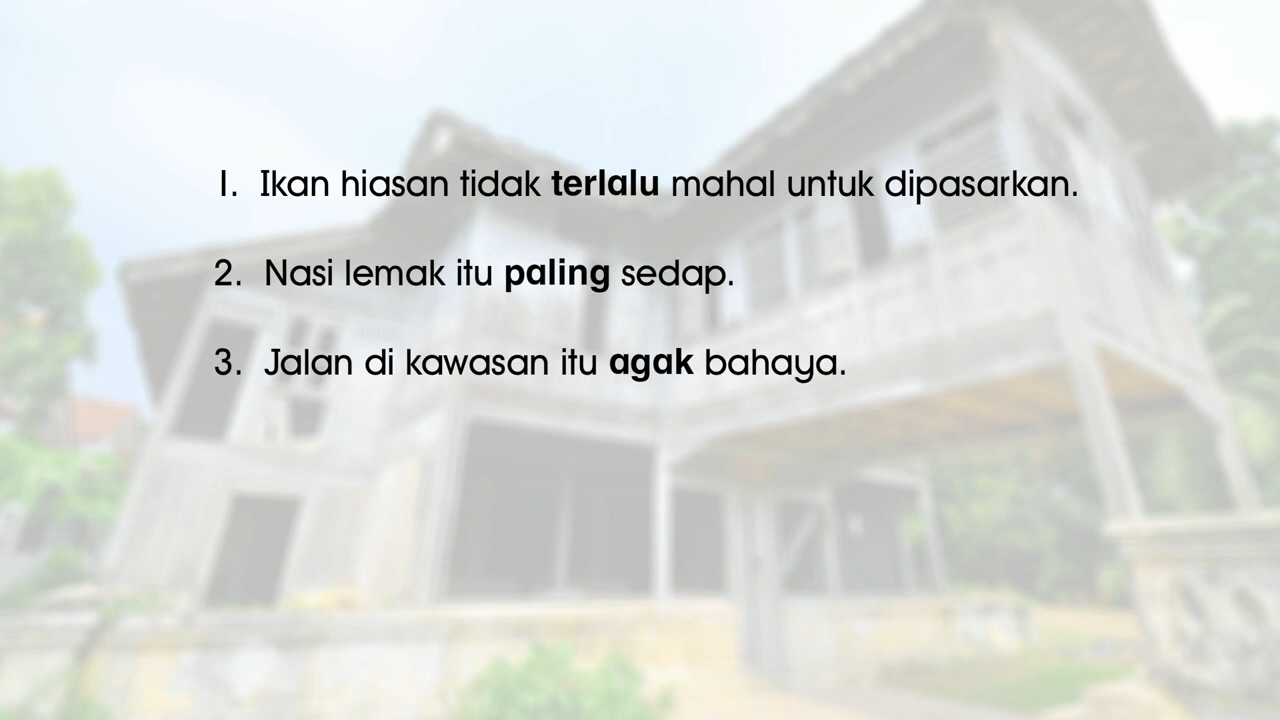 1. Ikan hiasan tidak terlalu mahal untuk dipasarkan.
2. Nasi lemak itu paling sedap.
3. Jalan di kawasan itu agak bahaya.